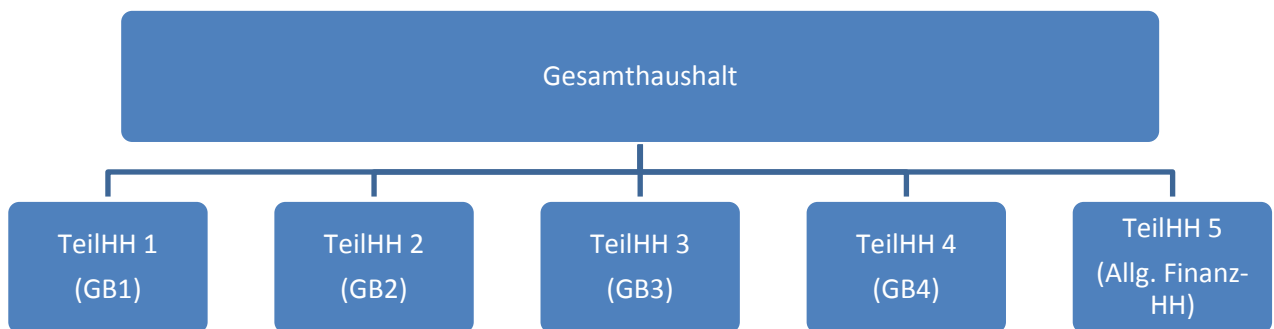 Gesamthaushalt
TeilHH 1
(GB1)
TeilHH 2
(GB2)
TeilHH 3
(GB3)
TeilHH 4
(GB4)
TeilHH 5
(Allg. Finanz-
HH)